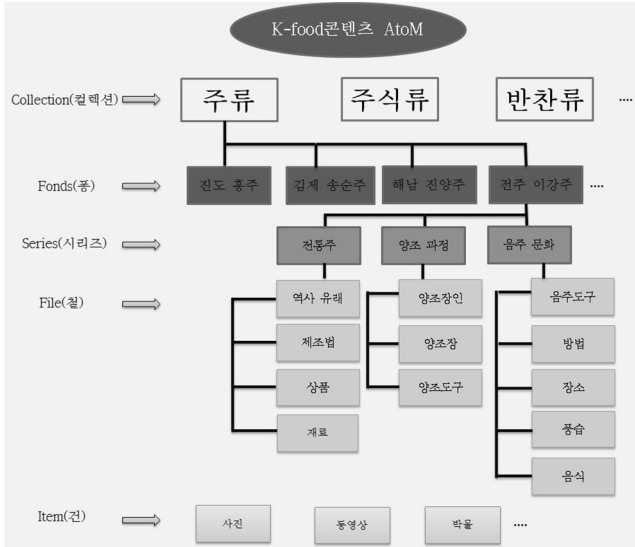 K-food콘텐츠 AtoM
Collection(컬렉션) 주류 주식류 반찬류 ....
Fonds(퐁) 진도 홍주 김제 송순주 해남 진양주 전주 이강주 ....
Series(시리즈) 전통주 양조 과정 음주 문화
File(철) 역사 유래 양조장인 음주도구
제조법 양조장 방법
상품 양조도구 장소
재료 풍습
음식
Item(건) 사진 동영상 박물 ....